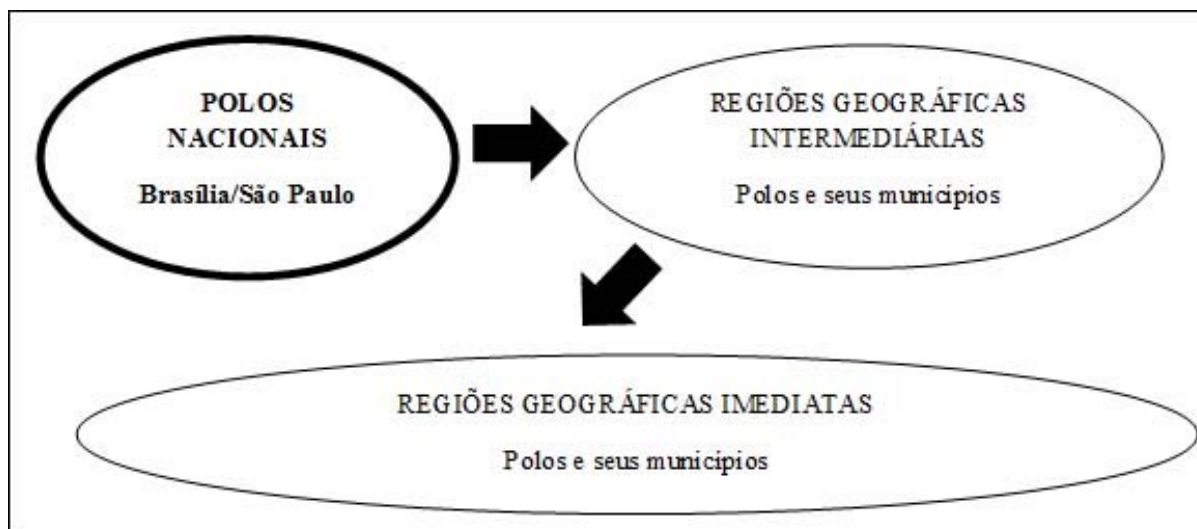 POLOS
NACIONAIS
Brasília/São Paulo
REGIÕES GEOGRÁFICAS
INTERMEDIÁRIAS
Polos e seus municípios
REGIÕES GEOGRÁFICAS IMEDIATAS
Polos e seus municípios